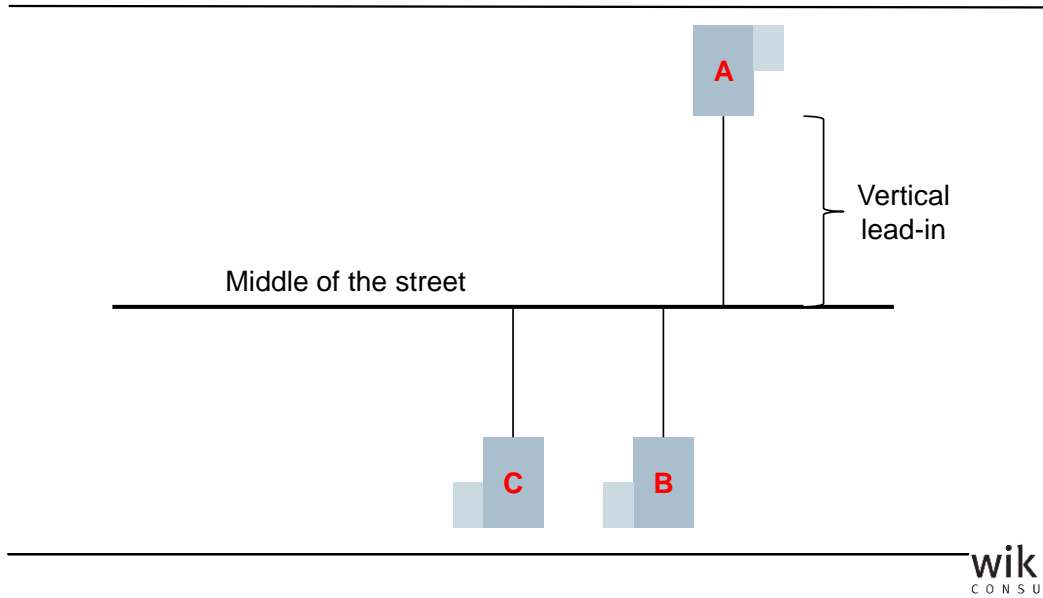 A
Vertical
lead-in
Middle of the street
C
B
wik
CONSU